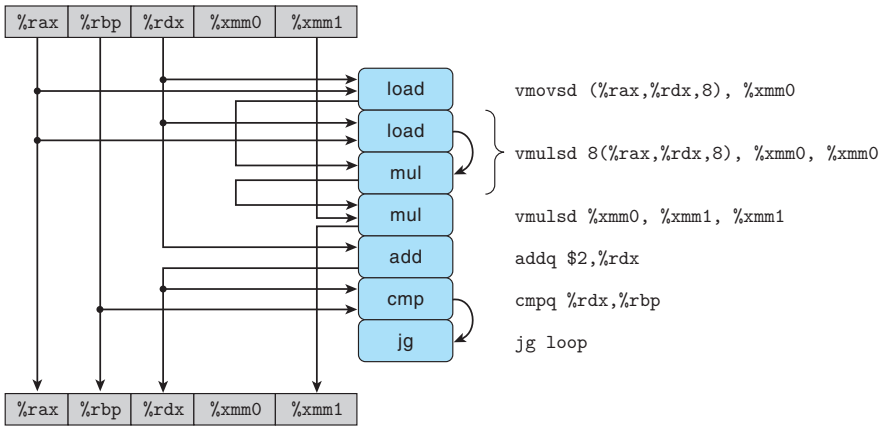 %rax %rbp %rdx %xmm0 %xmm1
load vmovsd (%rax,%rdx,8), %xmm0
load
vmulsd 8(%rax,%rdx,8), %xmm0, %xmm0
mul
mul vmulsd %xmm0, %xmm1, %xmm1
add addq $2,%rdx
cmp cmpq %rdx,%rbp
jg jg loop
%rax %rbp %rdx %xmm0 %xmm1